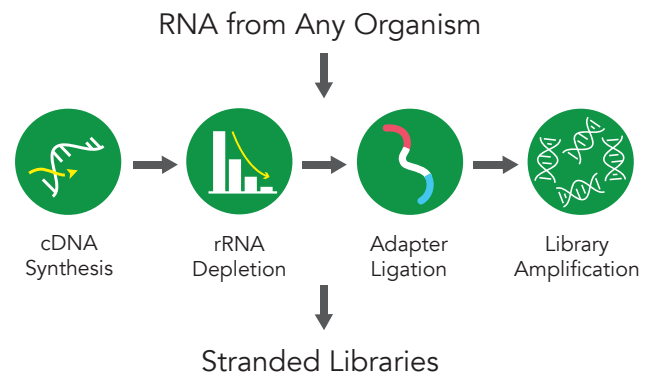 RNA from Any Organism
cDNA
Synthesis
rRNA
Depletion
Adapter
Ligation
Library
Amplification
Stranded Libraries